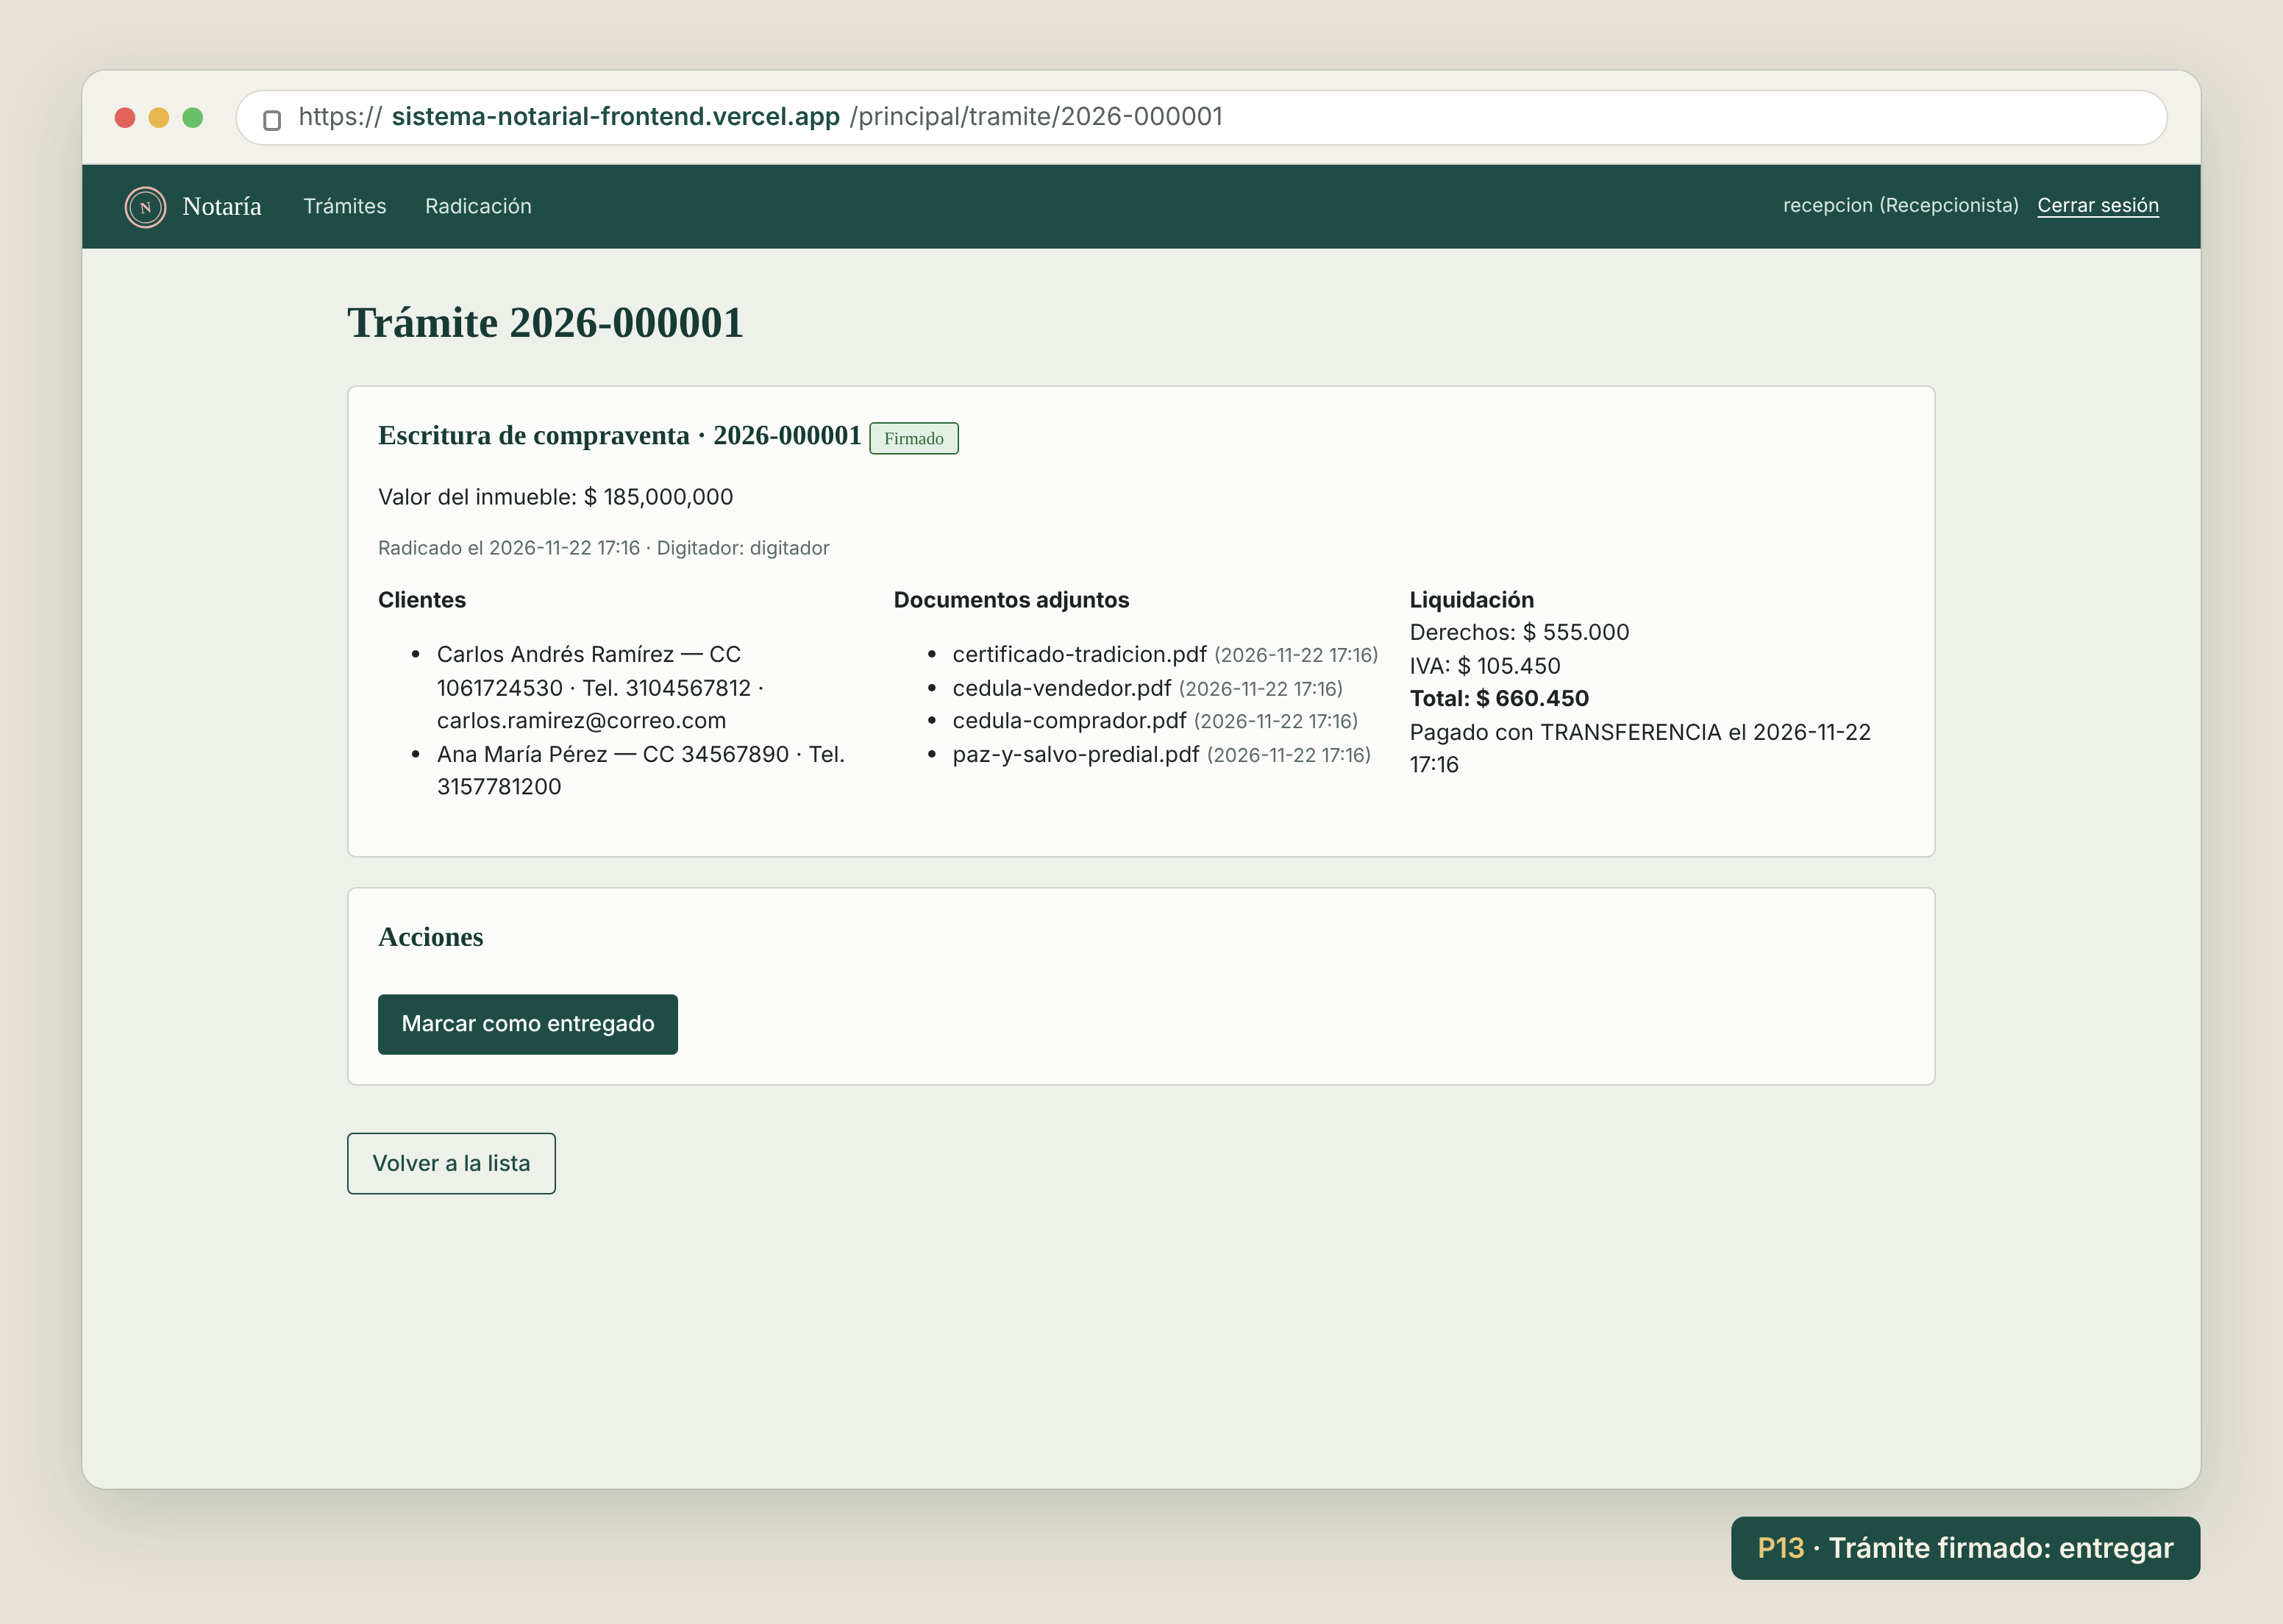 https:// sistema-notarial-frontend.vercel.app /principal/tramite/2026-000001
N Notaría Trámites Radicación recepcion (Recepcionista) Cerrar sesión
Trámite 2026-000001
Escritura de compraventa · 2026-000001 Firmado
Valor del inmueble: $ 185,000,000
Radicado el 2026-11-22 17:16 · Digitador: digitador
Clientes
Carlos Andrés Ramírez — CC
1061724530 · Tel. 3104567812 ·
carlos.ramirez@correo.com
Ana María Pérez — CC 34567890 · Tel.
3157781200
Documentos adjuntos
certificado-tradicion.pdf (2026-11-22 17:16)
cedula-vendedor.pdf (2026-11-22 17:16)
cedula-comprador.pdf (2026-11-22 17:16)
paz-y-salvo-predial.pdf (2026-11-22 17:16)
Liquidación
Derechos: $ 555.000
IVA: $ 105.450
Total: $ 660.450
Pagado con TRANSFERENCIA el 2026-11-22
17:16
Acciones
Marcar como entregado
Volver a la lista
P13 · Trámite firmado: entregar